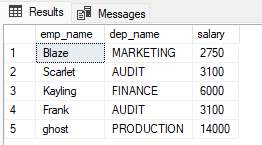 Results Messages
emp_name dep_name salary
1 Blaze MARKETING 2750
2 Scarlet AUDIT 3100
3 Kayling FINANCE 6000
4 Frank AUDIT 3100
5 ghost PRODUCTION 14000